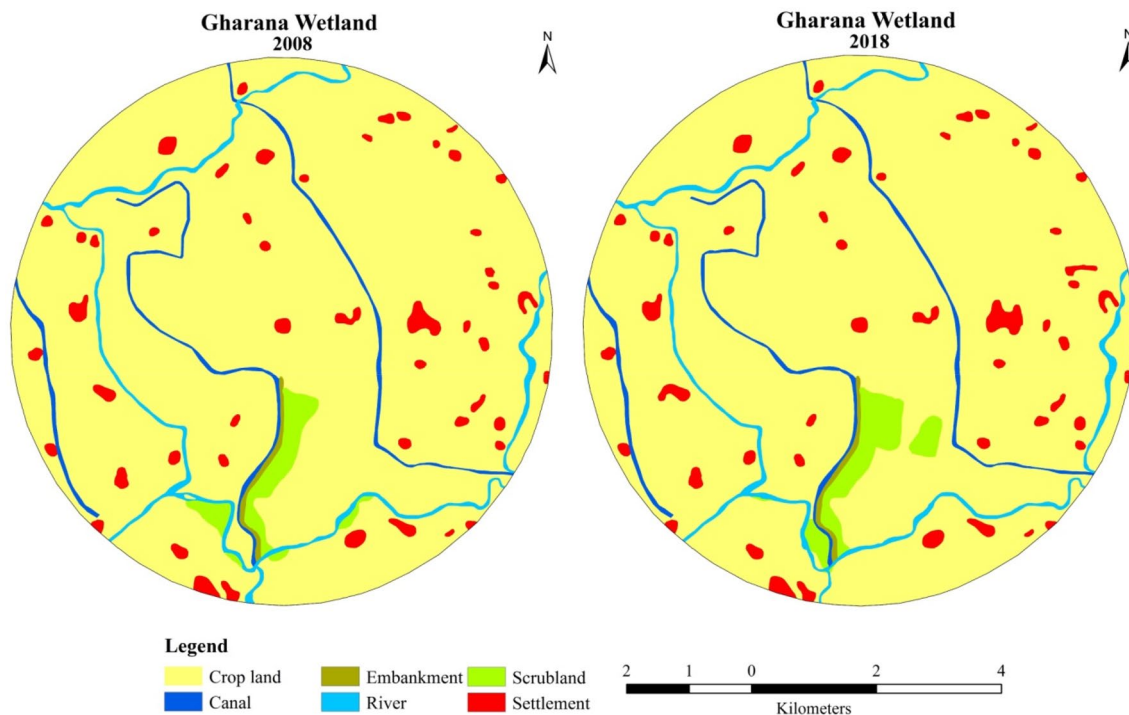 Gharana Wetland
2008
N
Gharana Wetland
2018
N
Legend
Crop land
Embankment
Scrubland
Canal
River
Settlement
2 1 0 2 4
Kilometers